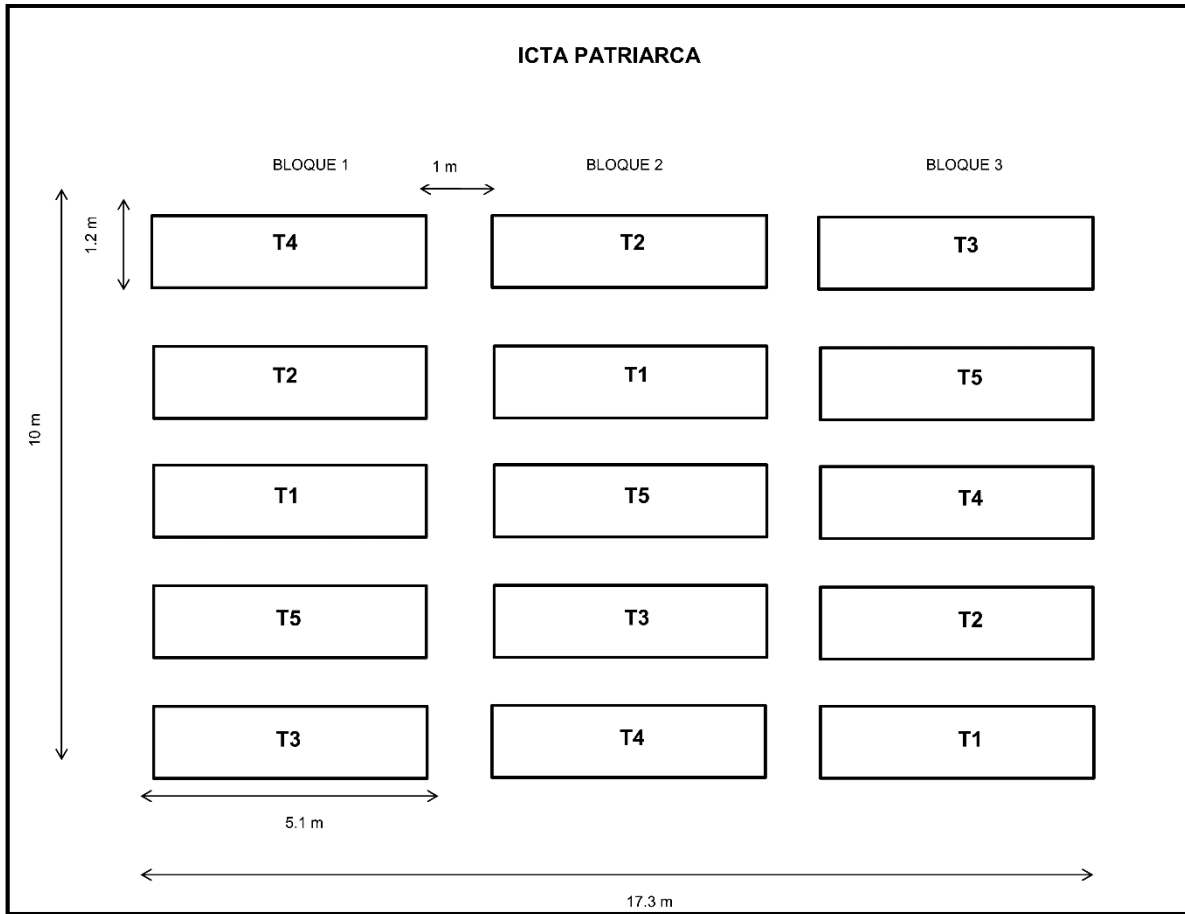 ICTA PATRIARCA
BLOQUE 1
1 m
BLOQUE 2
BLOQUE 3
1.2 m
T4
T2
T3
T2
T1
T5
10 m
T1
T5
T4
T5
T3
T2
T3
T4
T1
5.1 m
17.3 m